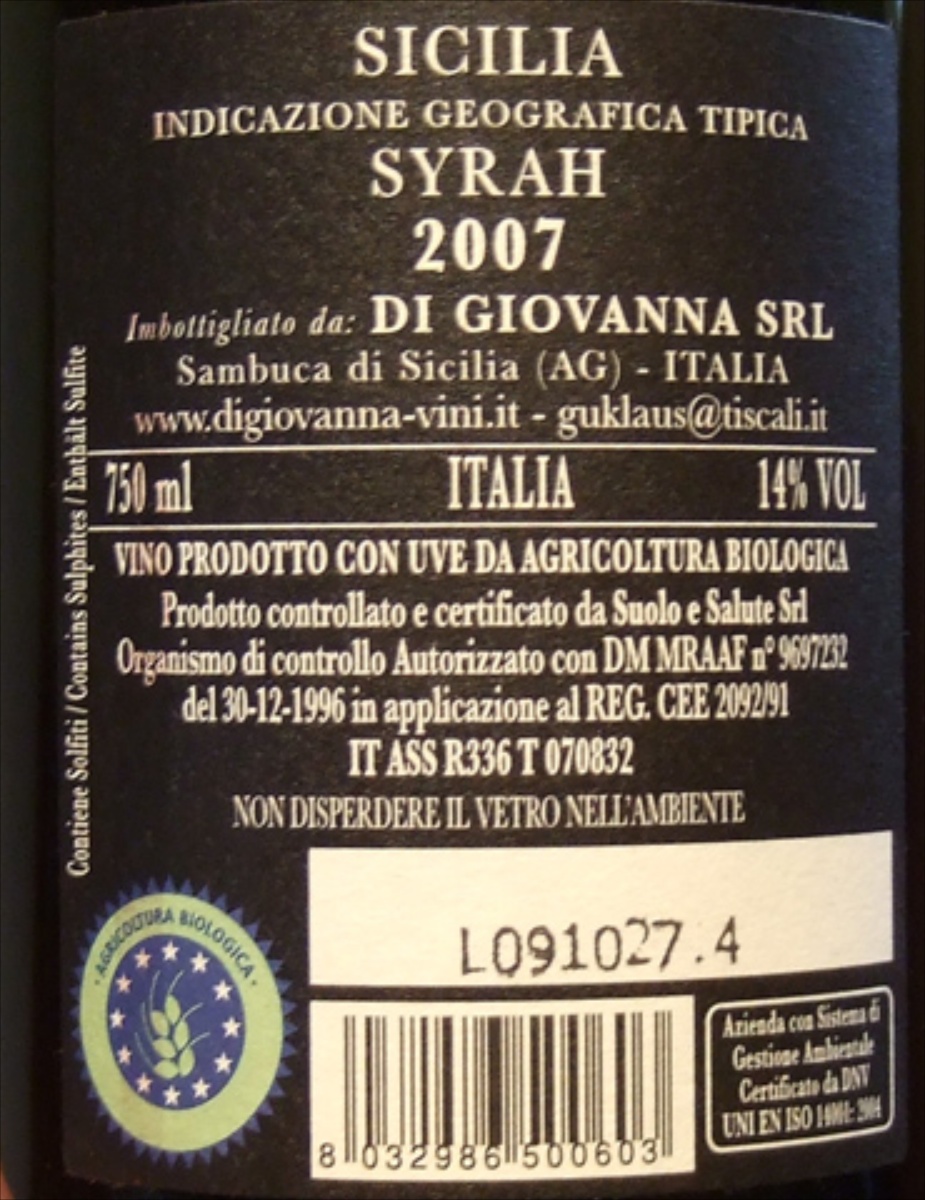 SICILIA
INDICAZIONE GEOGRAFICA TIPICA
SYRAH
2007
Imbottigliato da: DI GIOVANNA SRL
Sambuca di Sicilia (AG) - ITALIA
www.digiovanna-vini.it - guklaus@tiscali.it
750 ml ITALIA 14% VOL
VINO PRODOTTO CON UVE DA AGRICOLTURA BIOLOGICA
Prodotto controllato e certificato da Suolo e Salute Srl
Organismo di controllo Autorizzato con DM MRAAF n° 9697232
del 30-12-1996 in applicazione al REG. CEE 2092/91
IT ASS R336 T 070832
NON DISPERDERE IL VETRO NELL'AMBIENTE
Contiene Solfiti / Contains Sulphites / Enthält Sulfite
· AGRICOLTURA BIOLOGICA ·
L091027.4
8 032986 500603
Azienda con Sistema di
Gestione Ambientale
Certificato da DNV
UNI EN ISO 14001: 2004